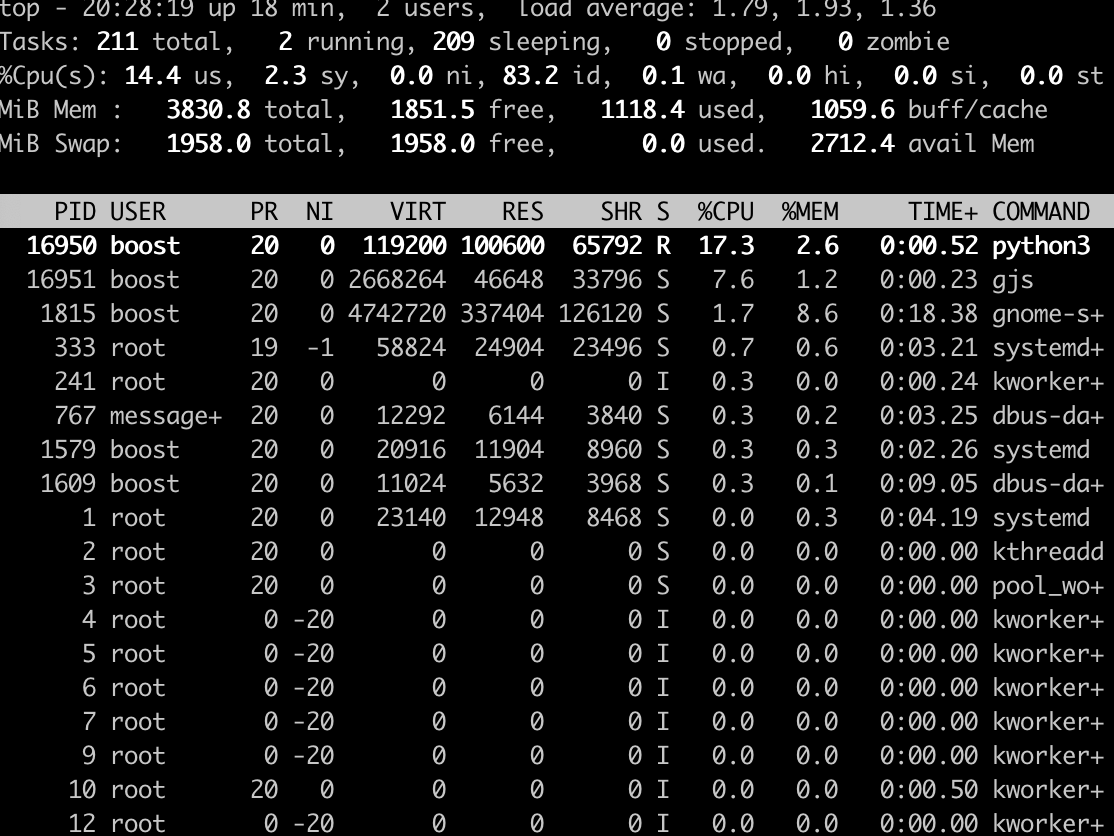 top - 20:28:19 up 18 min,  2 users,  load average: 1.79, 1.93, 1.36
Tasks: 211 total,   2 running, 209 sleeping,   0 stopped,   0 zombie
%Cpu(s): 14.4 us,  2.3 sy,  0.0 ni, 83.2 id,  0.1 wa,  0.0 hi,  0.0 si,  0.0 st
MiB Mem :   3830.8 total,   1851.5 free,   1118.4 used,   1059.6 buff/cache
MiB Swap:   1958.0 total,   1958.0 free,      0.0 used.   2712.4 avail Mem
    PID USER      PR  NI    VIRT    RES    SHR S  %CPU  %MEM     TIME+ COMMAND
  16950 boost     20   0  119200 100600  65792 R  17.3   2.6   0:00.52 python3
  16951 boost     20   0 2668264  46648  33796 S   7.6   1.2   0:00.23 gjs
   1815 boost     20   0 4742720 337404 126120 S   1.7   8.6   0:18.38 gnome-s+
    333 root      19  -1   58824  24904  23496 S   0.7   0.6   0:03.21 systemd+
    241 root      20   0       0      0      0 I   0.3   0.0   0:00.24 kworker+
    767 message+  20   0   12292   6144   3840 S   0.3   0.2   0:03.25 dbus-da+
   1579 boost     20   0   20916  11904   8960 S   0.3   0.3   0:02.26 systemd
   1609 boost     20   0   11024   5632   3968 S   0.3   0.1   0:09.05 dbus-da+
      1 root      20   0   23140  12948   8468 S   0.0   0.3   0:04.19 systemd
      2 root      20   0       0      0      0 S   0.0   0.0   0:00.00 kthreadd
      3 root      20   0       0      0      0 S   0.0   0.0   0:00.00 pool_wo+
      4 root       0 -20       0      0      0 I   0.0   0.0   0:00.00 kworker+
      5 root       0 -20       0      0      0 I   0.0   0.0   0:00.00 kworker+
      6 root       0 -20       0      0      0 I   0.0   0.0   0:00.00 kworker+
      7 root       0 -20       0      0      0 I   0.0   0.0   0:00.00 kworker+
      9 root       0 -20       0      0      0 I   0.0   0.0   0:00.00 kworker+
     10 root      20   0       0      0      0 I   0.0   0.0   0:00.50 kworker+
     12 root       0 -20       0      0      0 I   0.0   0.0   0:00.00 kworker+